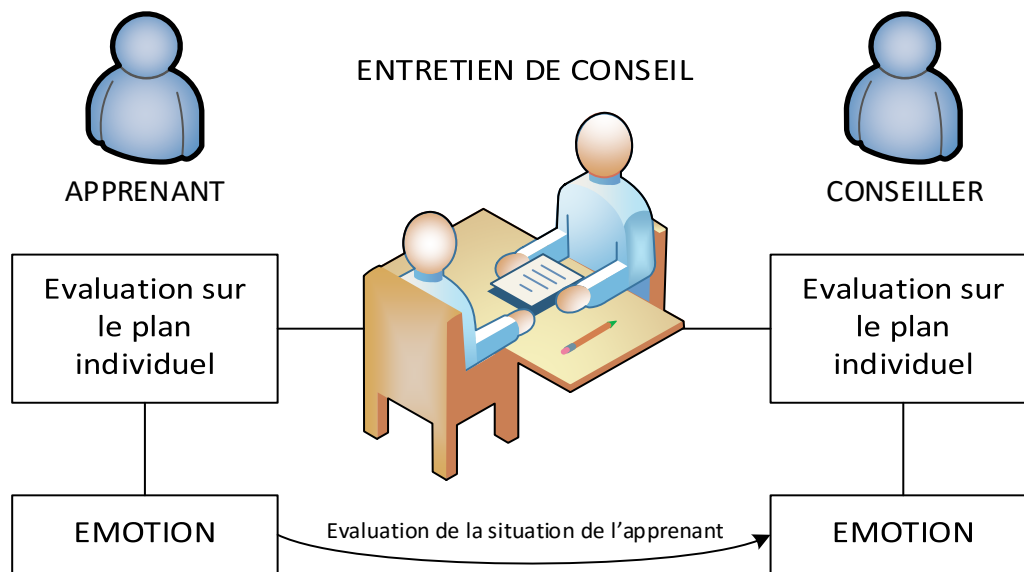 ENTRETIEN DE CONSEIL
APPRENANT
CONSEILLER
Evaluation sur
le plan
individuel
Evaluation sur
le plan
individuel
EMOTION
Evaluation de la situation de l’apprenant
EMOTION